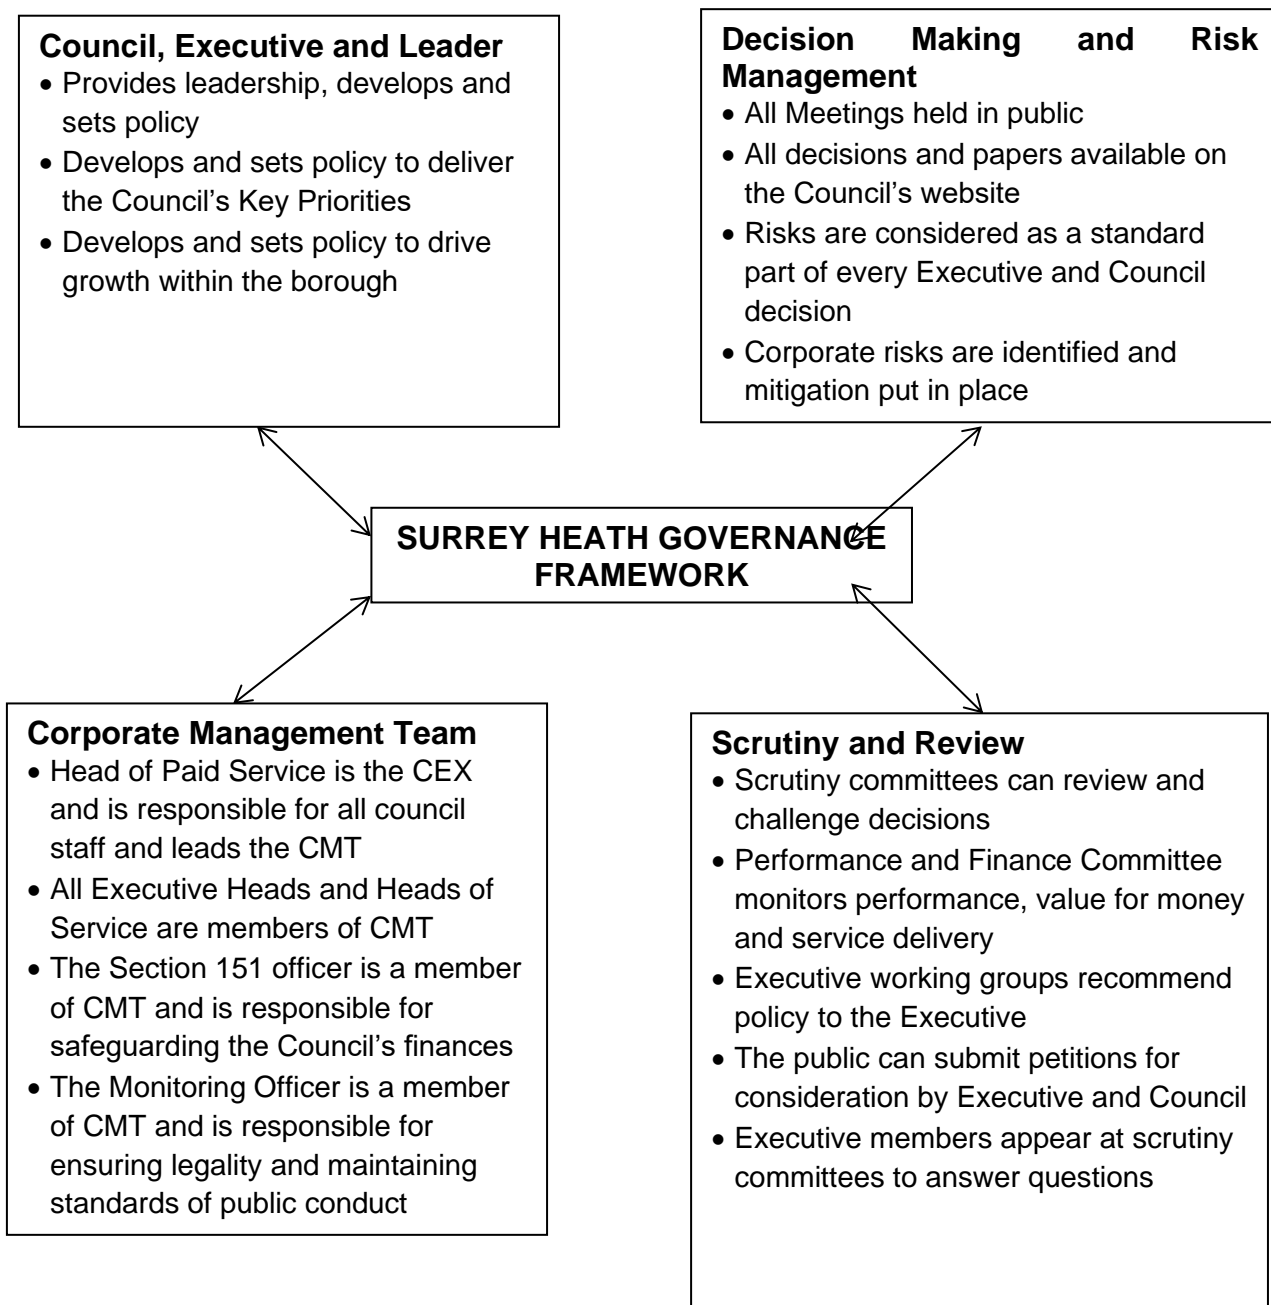 Council, Executive and Leader
• Provides leadership, develops and
sets policy
• Develops and sets policy to deliver
the Council’s Key Priorities
• Develops and sets policy to drive
growth within the borough
Decision Making and Risk
Management
• All Meetings held in public
• All decisions and papers available on
the Council’s website
• Risks are considered as a standard
part of every Executive and Council
decision
• Corporate risks are identified and
mitigation put in place
SURREY HEATH GOVERNANCE
FRAMEWORK
Corporate Management Team
• Head of Paid Service is the CEX
and is responsible for all council
staff and leads the CMT
• All Executive Heads and Heads of
Service are members of CMT
• The Section 151 officer is a member
of CMT and is responsible for
safeguarding the Council’s finances
• The Monitoring Officer is a member
of CMT and is responsible for
ensuring legality and maintaining
standards of public conduct
Scrutiny and Review
• Scrutiny committees can review and
challenge decisions
• Performance and Finance Committee
monitors performance, value for money
and service delivery
• Executive working groups recommend
policy to the Executive
• The public can submit petitions for
consideration by Executive and Council
• Executive members appear at scrutiny
committees to answer questions